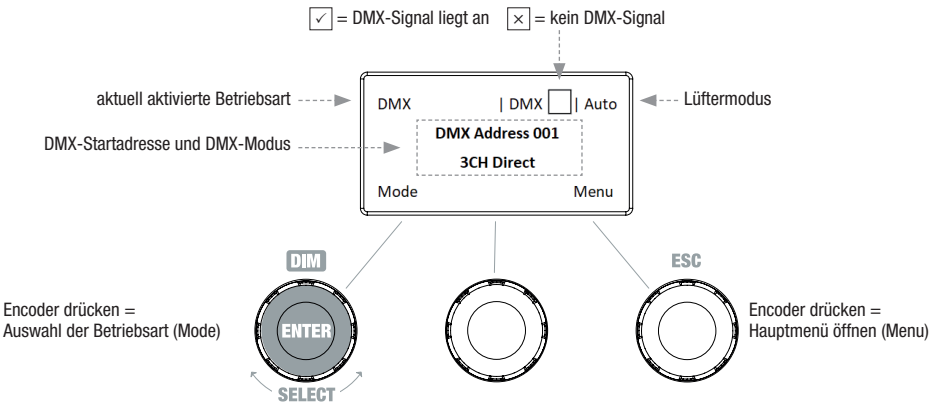 ✓ = DMX-Signal liegt an × = kein DMX-Signal
aktuell aktivierte Betriebsart
DMX | DMX | Auto
Lüftermodus
DMX-Startadresse und DMX-Modus
DMX Address 001
3CH Direct
Mode Menu
DIM
ESC
Encoder drücken =
Auswahl der Betriebsart (Mode)
ENTER
SELECT
Encoder drücken =
Hauptmenü öffnen (Menu)